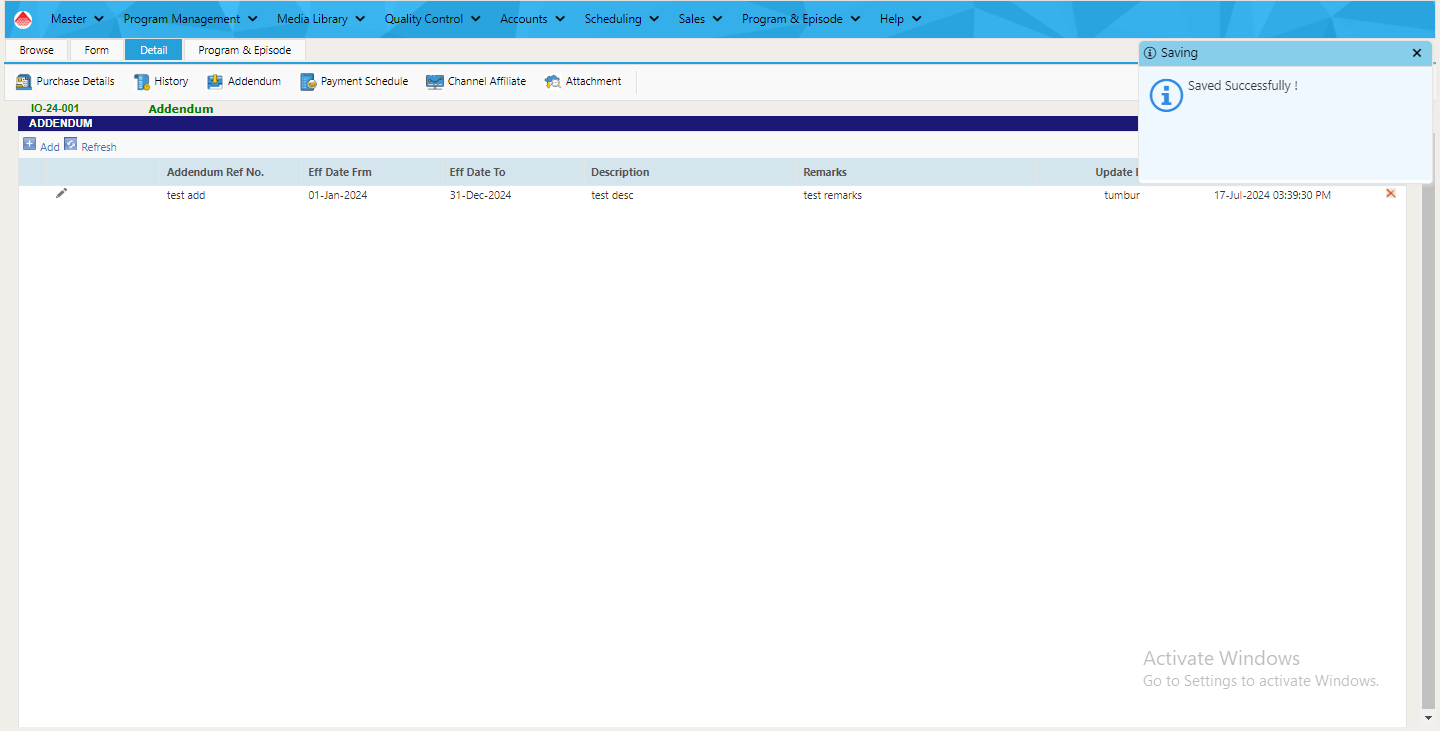 Master Program Management Media Library Quality Control Accounts Scheduling Sales Program & Episode Help
Browse Form Detail Program & Episode
Saving
Purchase Details History Addendum Payment Schedule Channel Affiliate Attachment
Saved Successfully !
IO-24-001 Addendum
ADDENDUM
Add Refresh
Addendum Ref No. Eff Date Frm Eff Date To Description Remarks Update
test add 01-Jan-2024 31-Dec-2024 test desc test remarks tumbur 17-Jul-2024 03:39:30 PM
Activate Windows
Go to Settings to activate Windows.